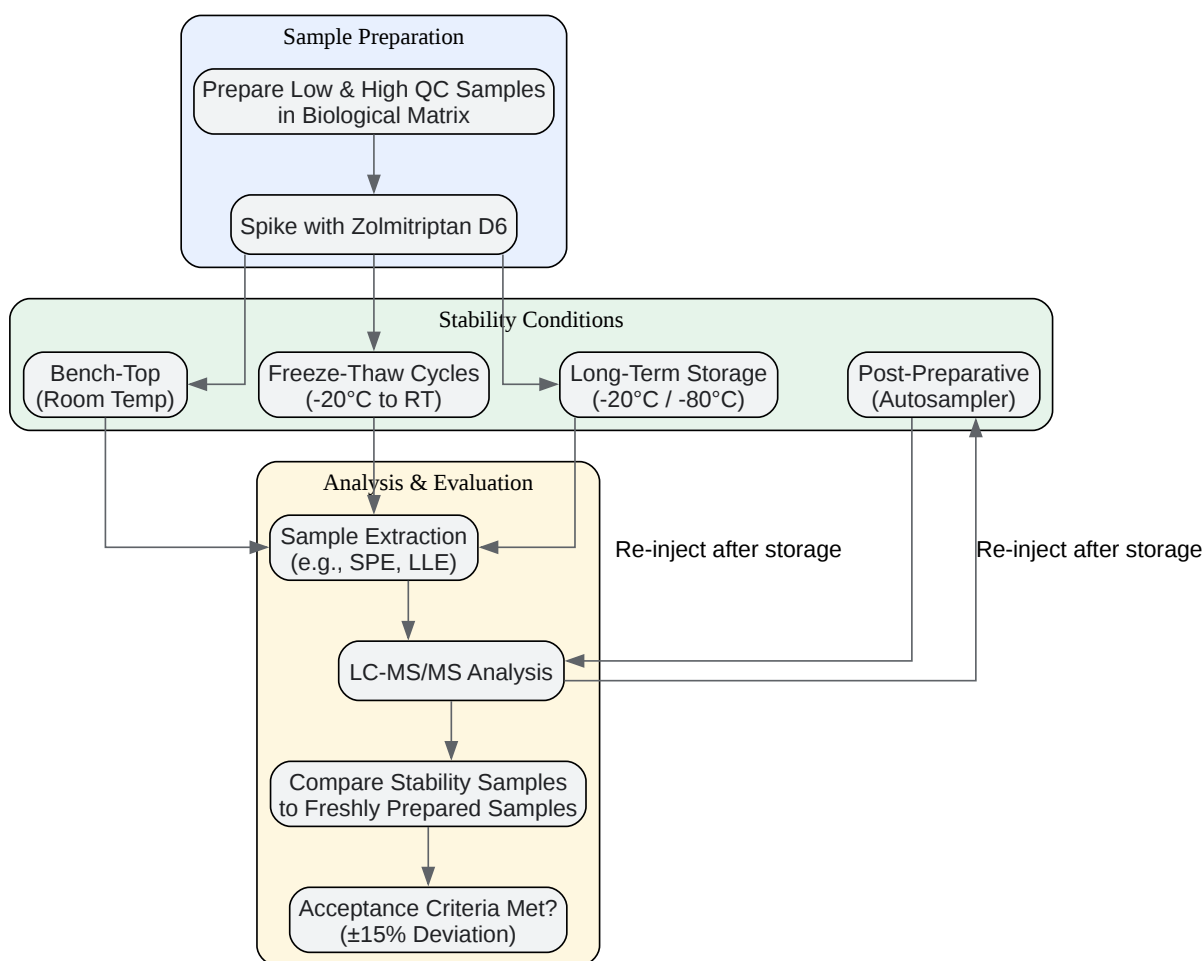 Sample Preparation
Prepare Low & High QC Samples
in Biological Matrix
Spike with Zolmitriptan D6
Stability Conditions
Bench-Top
(Room Temp)
Freeze-Thaw Cycles
(-20°C to RT)
Long-Term Storage
(-20°C / -80°C)
Post-Preparative
(Autosampler)
Analysis & Evaluation
Sample Extraction
(e.g., SPE, LLE)
Re-inject after storage
Re-inject after storage
LC-MS/MS Analysis
Compare Stability Samples
to Freshly Prepared Samples
Acceptance Criteria Met?
(±15% Deviation)